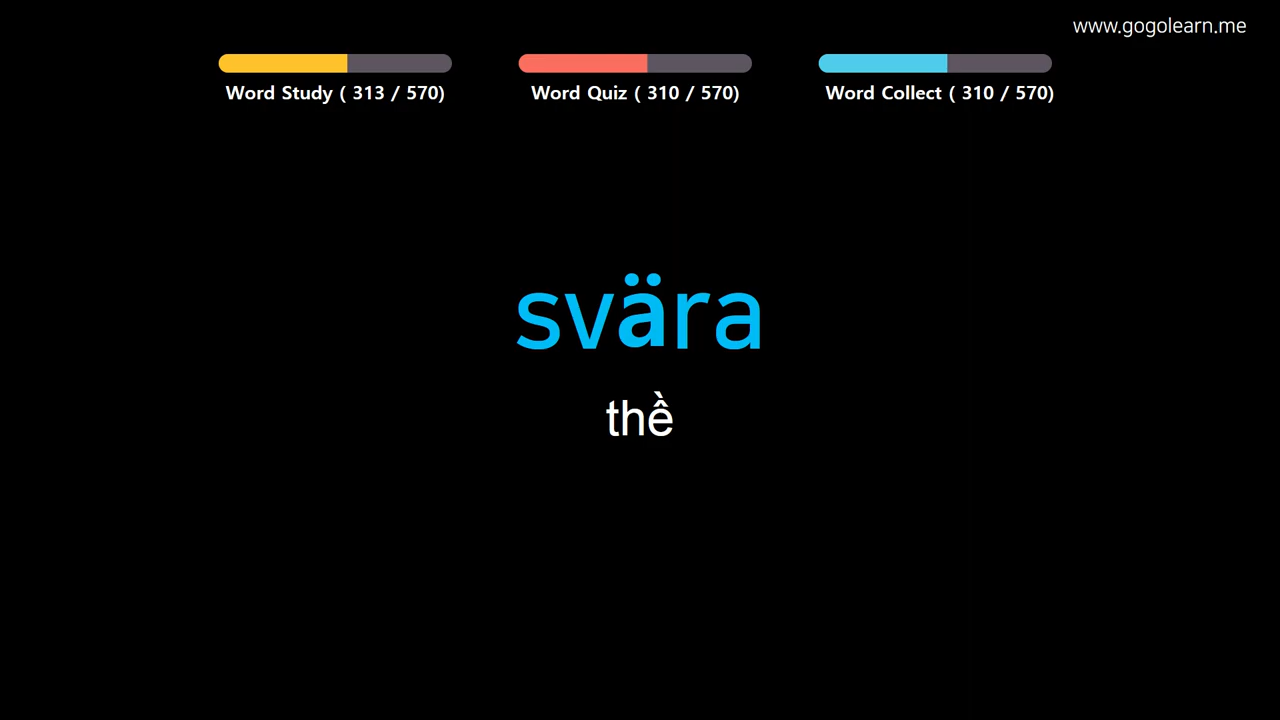 www.gogolearn.me
Word Study ( 313 / 570)
Word Quiz ( 310 / 570)
Word Collect ( 310 / 570)
svära
thề